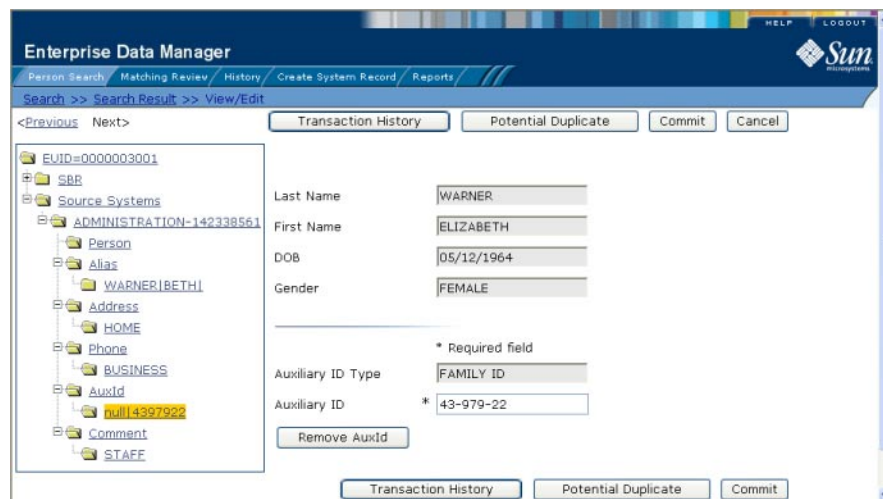 HELP LOGOUT
Enterprise Data Manager
Sun
microsystems
Person Search Matching Review History Create System Record Reports
Search >> Search Result >> View/Edit
<Previous Next> Transaction History Potential Duplicate Commit Cancel
EUID=0000003001
SBR
Source Systems
ADMINISTRATION-142338561
Person
Alias
WARNER|BETH|
Address
HOME
Phone
BUSINESS
AuxId
null|4397922
Comment
STAFF
Last Name WARNER
First Name ELIZABETH
DOB 05/12/1964
Gender FEMALE
* Required field
Auxiliary ID Type FAMILY ID
Auxiliary ID * 43-979-22
Remove AuxId
Transaction History Potential Duplicate Commit